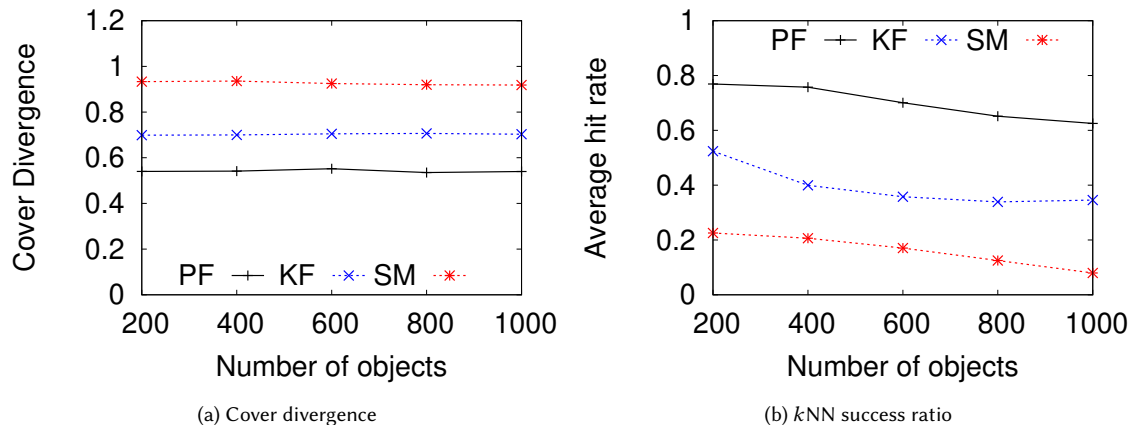 1.2
1
0.8
0.6
0.4
0.2
0
Cover Divergence
PF KF SM
200 400 600 800 1000
Number of objects
(a) Cover divergence
1
0.8
0.6
0.4
0.2
0
Average hit rate
PF KF SM
200 400 600 800 1000
Number of objects
(b) kNN success ratio